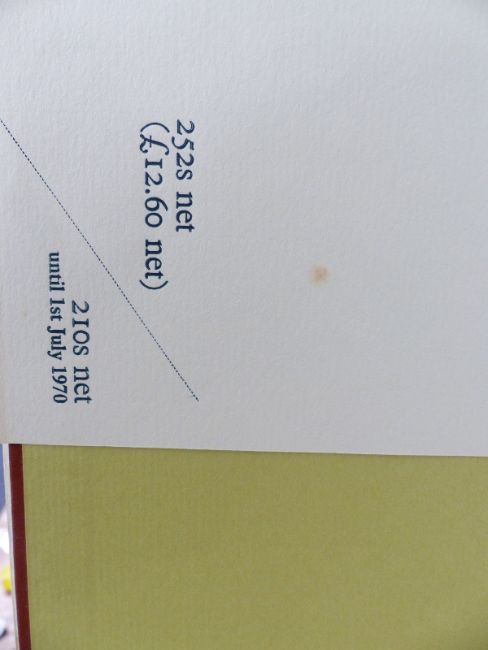 252s net
(£12.60 net)
210s net
until 1st July 1970